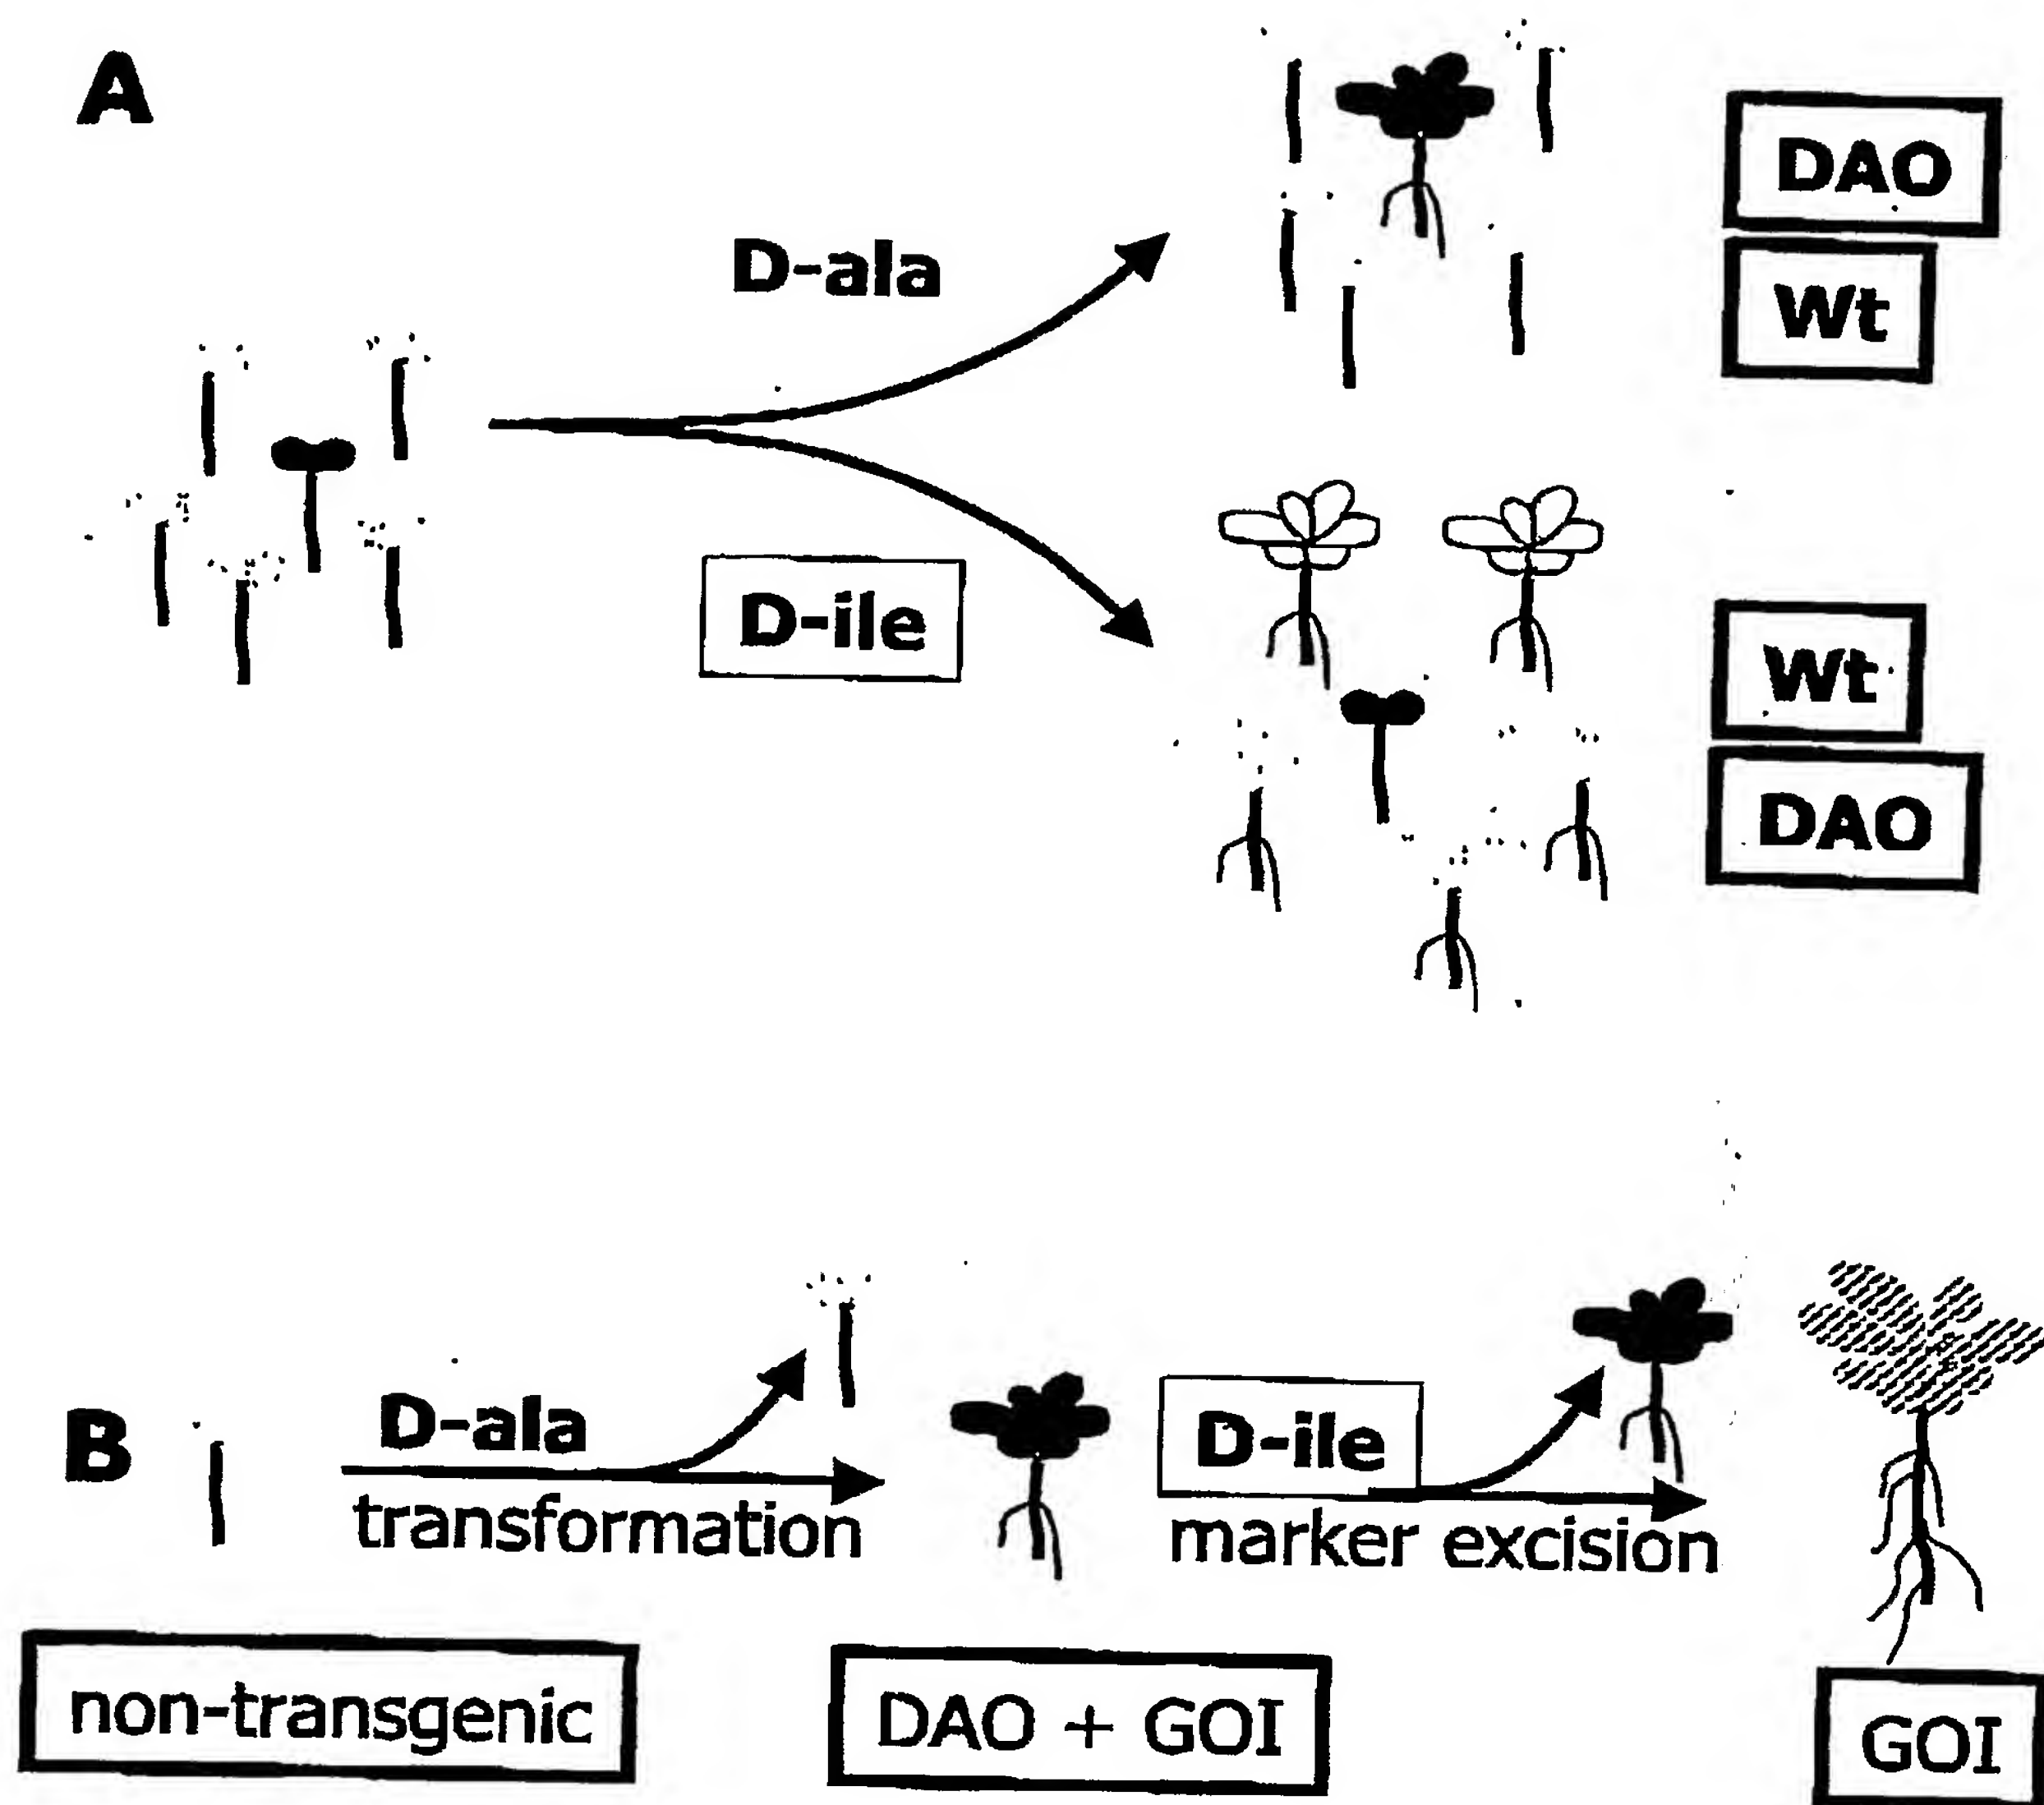 A
D-ala
DAO
Wt
D-ile
Wt
DAO
B
D-ala
transformation
D-ile
marker excision
non-transgenic
DAO + GOI
GOI